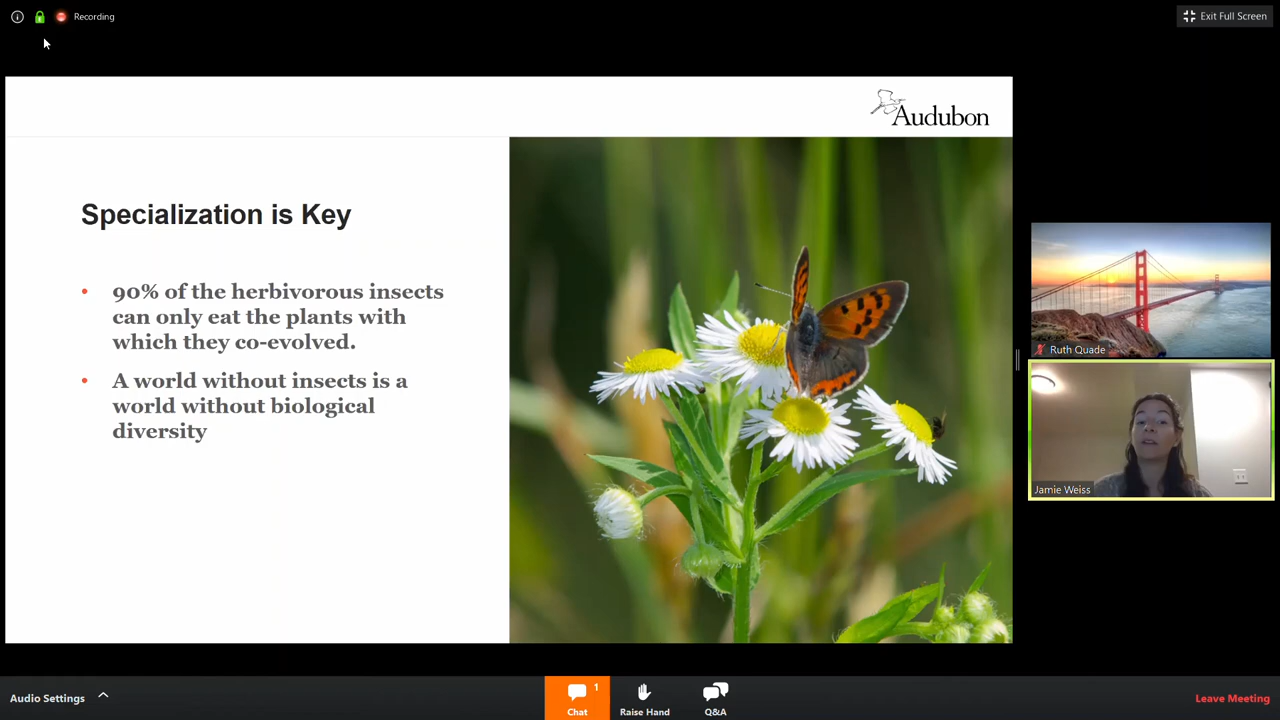 Recording
Exit Full Screen
Audubon
Specialization is Key
• 90% of the herbivorous insects
can only eat the plants with
which they co-evolved.
• A world without insects is a
world without biological
diversity
Ruth Quade
Jamie Weiss
Audio Settings
Chat
1
Raise Hand
Q&A
Leave Meeting